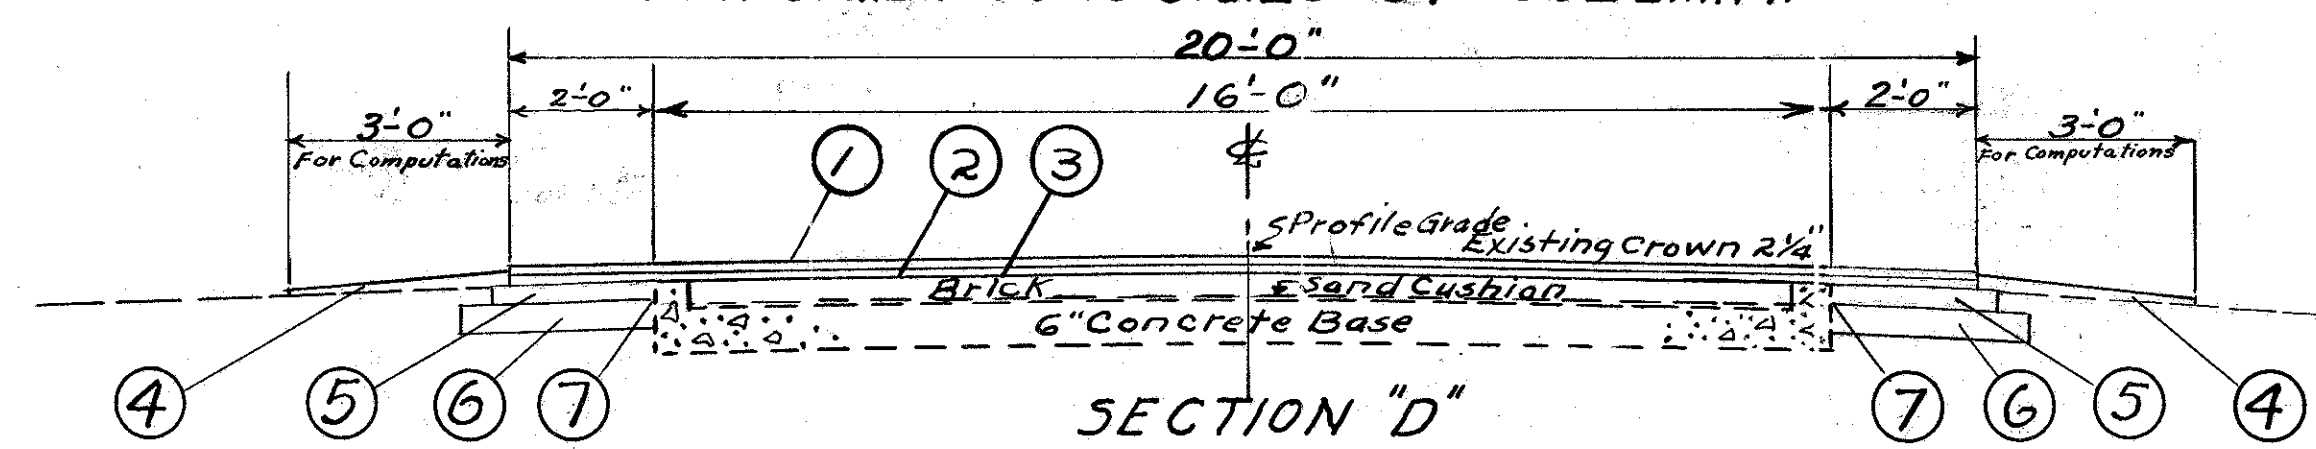 20'-0"
2'-0" 16'-0" 2'-0"
3'-0" 3'-0"
For Computations For Computations
1 2 3 ℄
Profile Grade
Existing Crown 2¼"
Brick Sand Cushion
6" Concrete Base
4 5 6 7 7 6 5 4
SECTION "D"